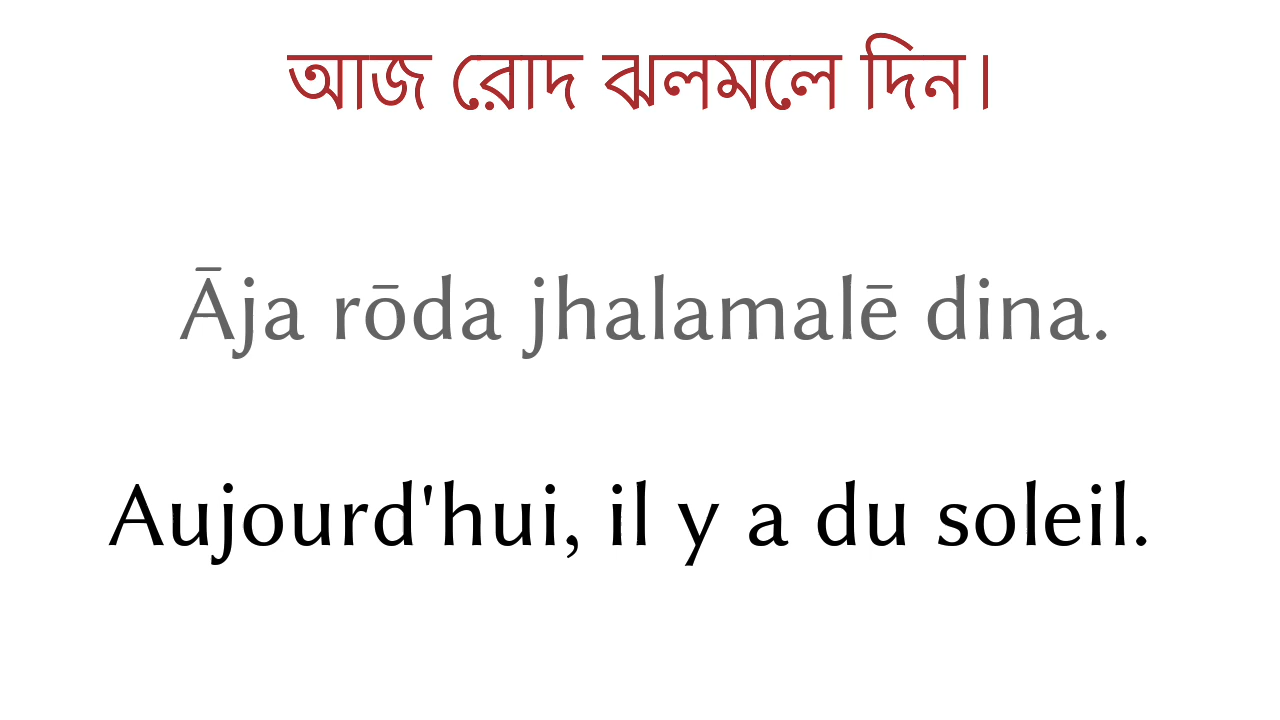 আজ রোদ ঝলমলে দিন।
Āja rōda jhalamalē dina.
Aujourd'hui, il y a du soleil.